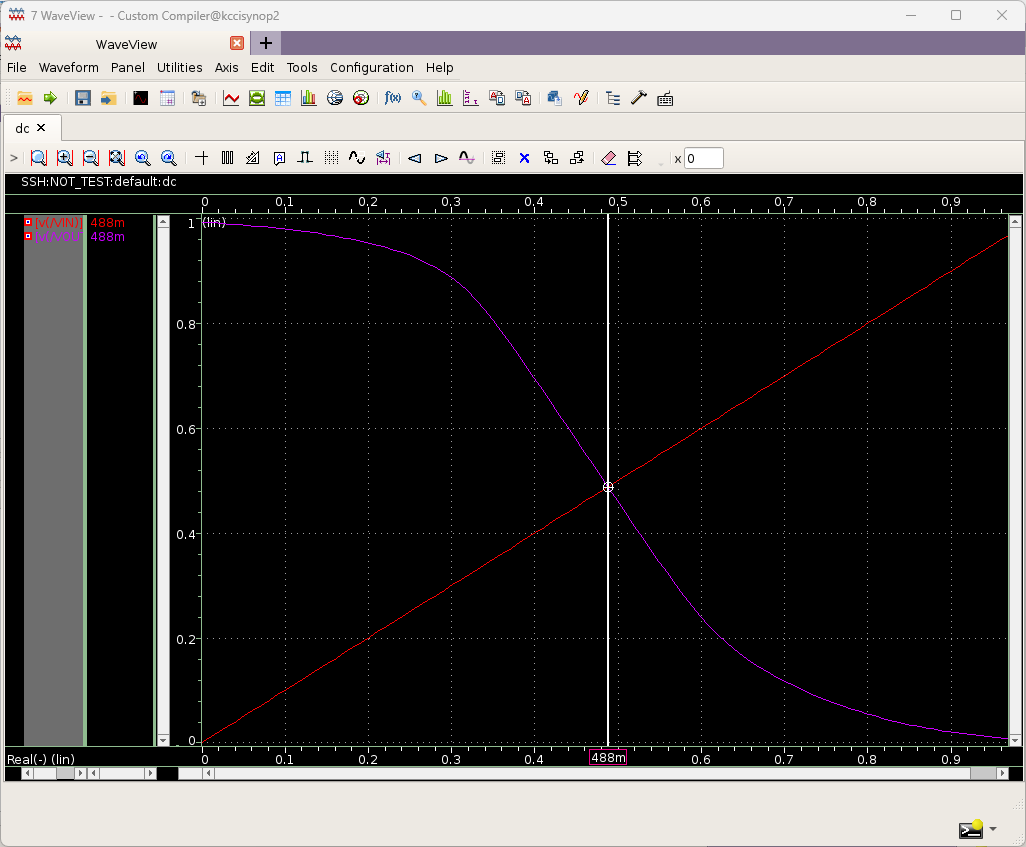 7 WaveView - - Custom Compiler@kccisynop2
WaveView
File Waveform Panel Utilities Axis Edit Tools Configuration Help
dc
> x 0
SSH:NOT_TEST:default:dc
0 0.1 0.2 0.3 0.4 0.5 0.6 0.7 0.8 0.9
488m
488m
(lin)
1
0.8
0.6
0.4
0.2
0
Real(-) (lin)
0 0.1 0.2 0.3 0.4 488m 0.6 0.7 0.8 0.9